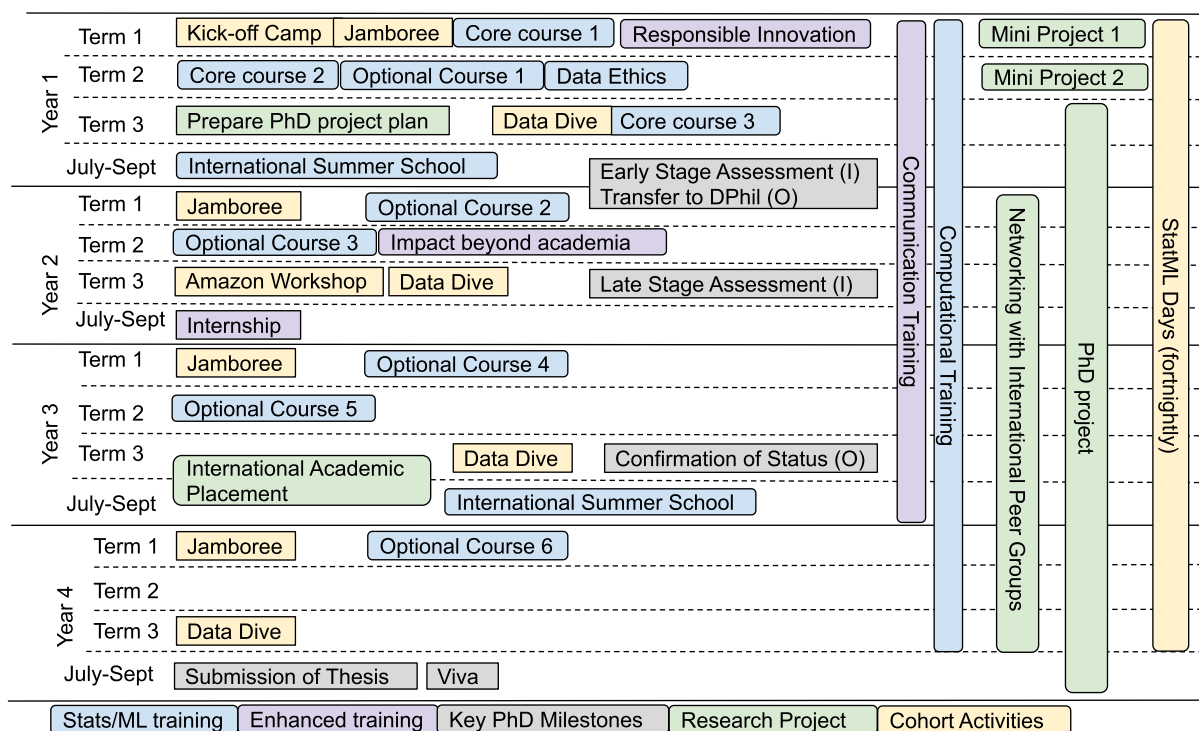 Year 1
Term 1
Kick-off Camp
Jamboree
Core course 1
Responsible Innovation
Mini Project 1
Term 2
Core course 2
Optional Course 1
Data Ethics
Mini Project 2
Term 3
Prepare PhD project plan
Data Dive
Core course 3
July-Sept
International Summer School
Early Stage Assessment (I)
Transfer to DPhil (O)
Year 2
Term 1
Jamboree
Optional Course 2
Term 2
Optional Course 3
Impact beyond academia
Term 3
Amazon Workshop
Data Dive
Late Stage Assessment (I)
July-Sept
Internship
Year 3
Term 1
Jamboree
Optional Course 4
Term 2
Optional Course 5
Term 3
International Academic
Placement
Data Dive
Confirmation of Status (O)
July-Sept
International Summer School
Year 4
Term 1
Jamboree
Optional Course 6
Term 2
Term 3
Data Dive
July-Sept
Submission of Thesis
Viva
Communication Training
Computational Training
Networking with International Peer Groups
PhD project
StatML Days (fortnightly)
Stats/ML training
Enhanced training
Key PhD Milestones
Research Project
Cohort Activities